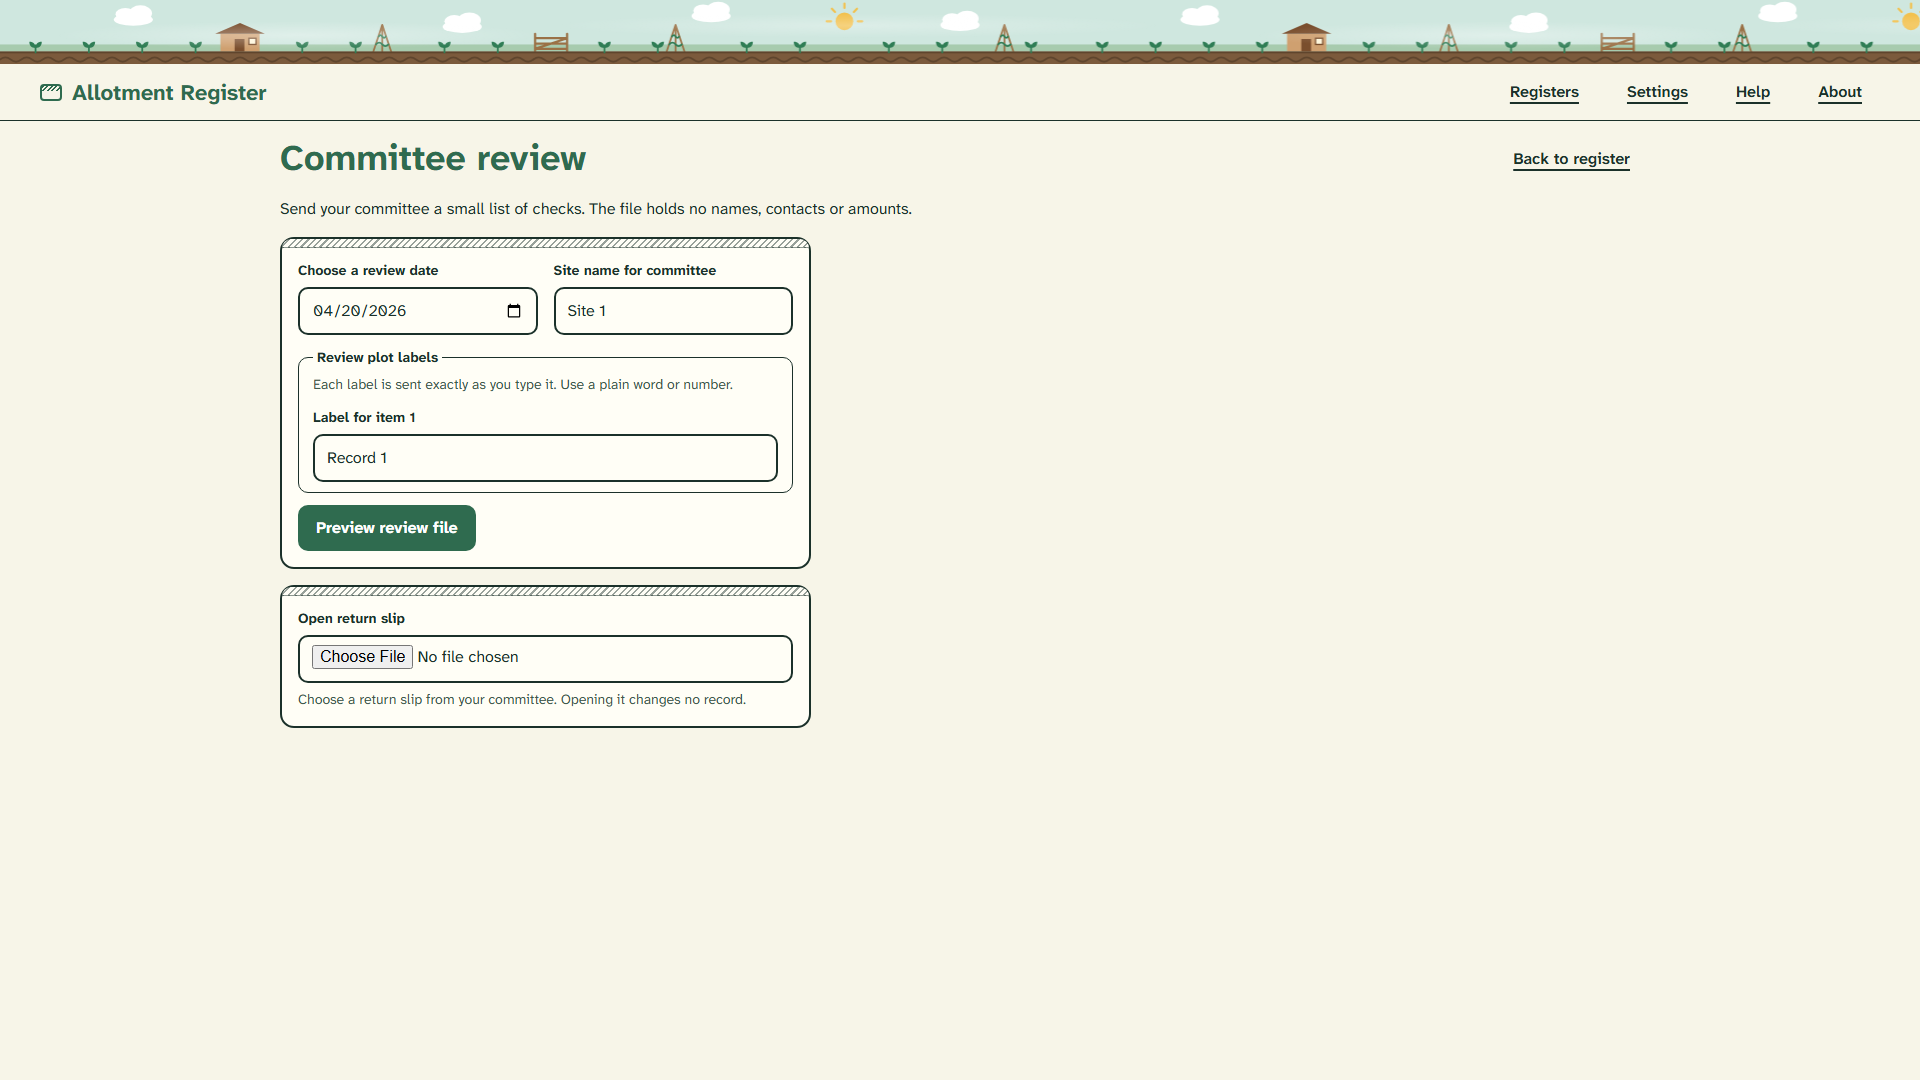 Allotment Register
Registers
Settings
Help
About
Committee review
Back to register
Send your committee a small list of checks. The file holds no names, contacts or amounts.
Choose a review date
Site name for committee
04/20/2026
Site 1
Review plot labels
Each label is sent exactly as you type it. Use a plain word or number.
Label for item 1
Record 1
Preview review file
Open return slip
Choose File No file chosen
Choose a return slip from your committee. Opening it changes no record.